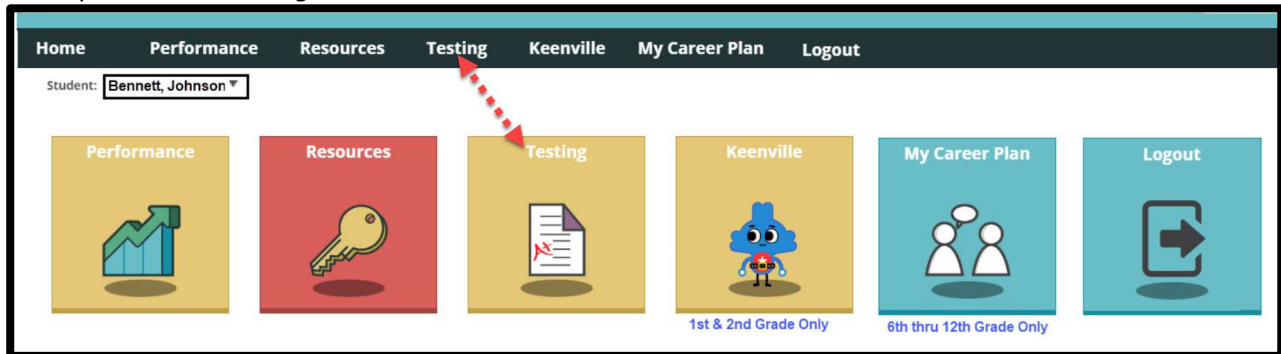 Home Performance Resources Testing Keenville My Career Plan Logout
Student: Bennett, Johnson
Performance Resources Testing Keenville My Career Plan Logout
A+
1st & 2nd Grade Only 6th thru 12th Grade Only